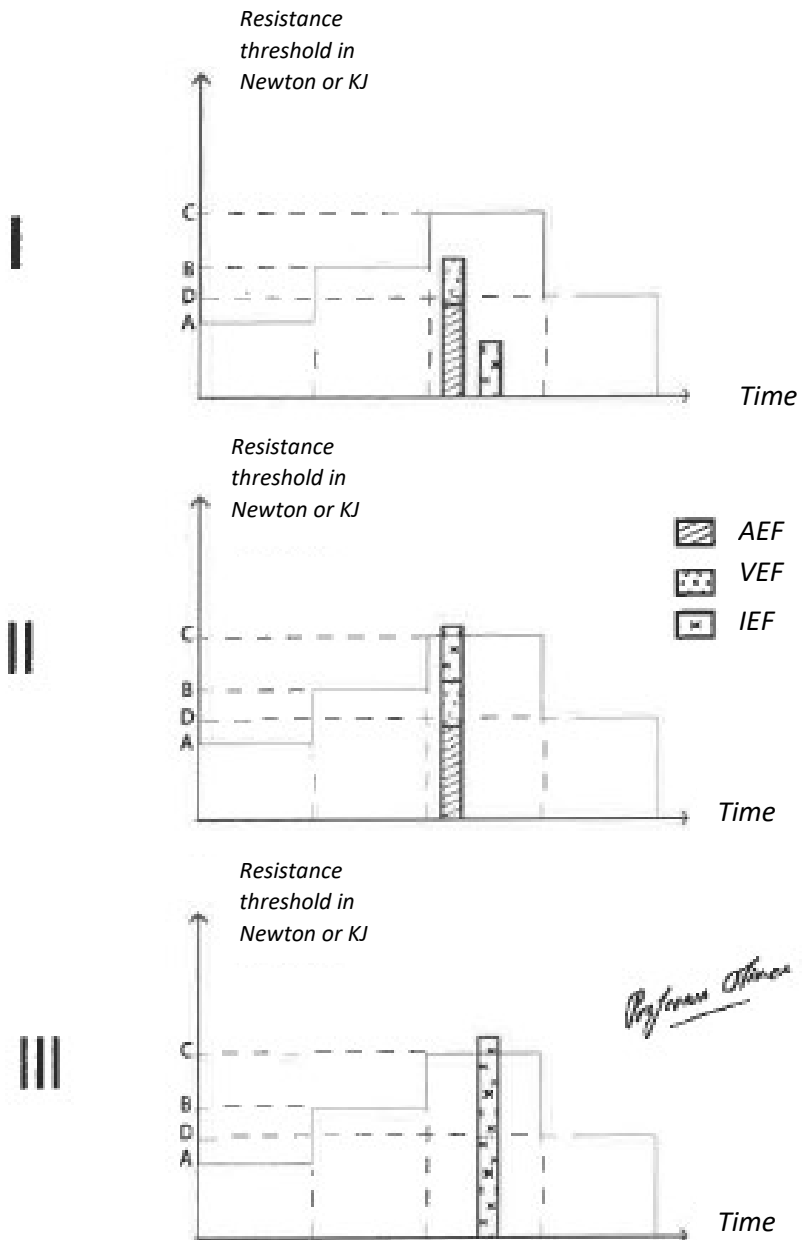 Resistance
threshold in
Newton or KJ
I
C
B
D
A
Time
Resistance
threshold in
Newton or KJ
AEF
VEF
IEF
II
C
B
D
A
Time
Resistance
threshold in
Newton or KJ
III
C
B
D
A
Time